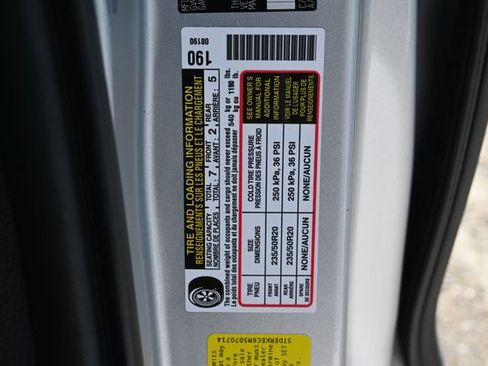 TIRE AND LOADING INFORMATION
RENSEIGNEMENTS SUR LES PNEUS ET LE CHARGEMENT
SEATING CAPACITY TOTAL: 7 FRONT 2 REAR 5
NOMBRE DE PLACES TOTAL: AVANT: ARRIÈRE:
The combined weight of occupants and cargo should never exceed 540 kg or 1190 lbs.
Le poids total des occupants et du chargement ne doit jamais dépasser 540 kg ou 1190 lb.
190
08190
TIRE SIZE COLD TIRE PRESSURE
PNEU DIMENSIONS PRESSION DES PNEUS À FROID
FRONT 235/50R20 250 kPa, 36 PSI
AVANT
REAR 235/50R20 250 kPa, 36 PSI
ARRIÈRE
SPARE NONE/AUCUN NONE/AUCUN
DE SECOURS
SEE OWNER'S
MANUAL FOR
ADDITIONAL
INFORMATION
VOIR LE MANUEL
DE L'USAGER
POUR PLUS DE
RENSEIGNEMENTS